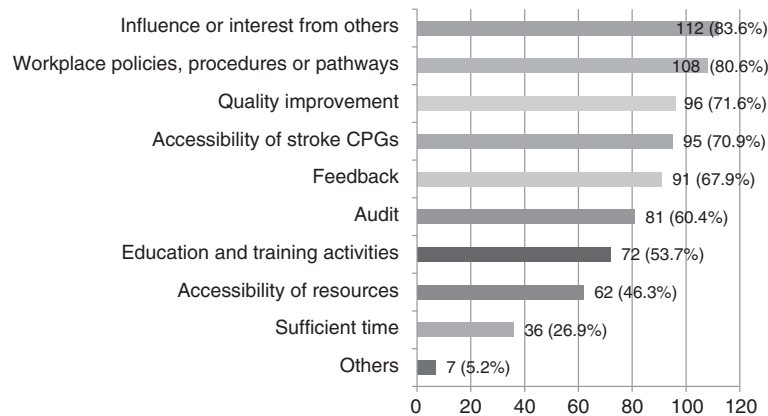 Influence or interest from others 112 (83.6%)
Workplace policies, procedures or pathways 108 (80.6%)
Quality improvement 96 (71.6%)
Accessibility of stroke CPGs 95 (70.9%)
Feedback 91 (67.9%)
Audit 81 (60.4%)
Education and training activities 72 (53.7%)
Accessibility of resources 62 (46.3%)
Sufficient time 36 (26.9%)
Others 7 (5.2%)
0 20 40 60 80 100 120